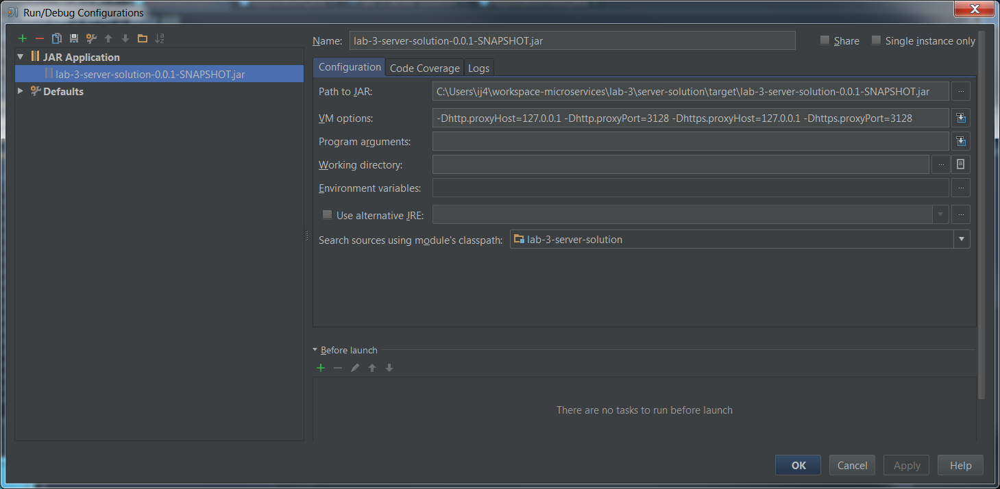 Run/Debug Configurations
JAR Application
lab-3-server-solution-0.0.1-SNAPSHOT.jar
Defaults
Name: lab-3-server-solution-0.0.1-SNAPSHOT.jar Share Single instance only
Configuration Code Coverage Logs
Path to JAR: C:\Users\ij4\workspace-microservices\lab-3\server-solution\target\lab-3-server-solution-0.0.1-SNAPSHOT.jar ...
VM options: -Dhttp.proxyHost=127.0.0.1 -Dhttp.proxyPort=3128 -Dhttps.proxyHost=127.0.0.1 -Dhttps.proxyPort=3128
Program arguments:
Working directory: ...
Environment variables: ...
Use alternative JRE: ...
Search sources using module's classpath: lab-3-server-solution
Before launch
There are no tasks to run before launch
OK Cancel Apply Help